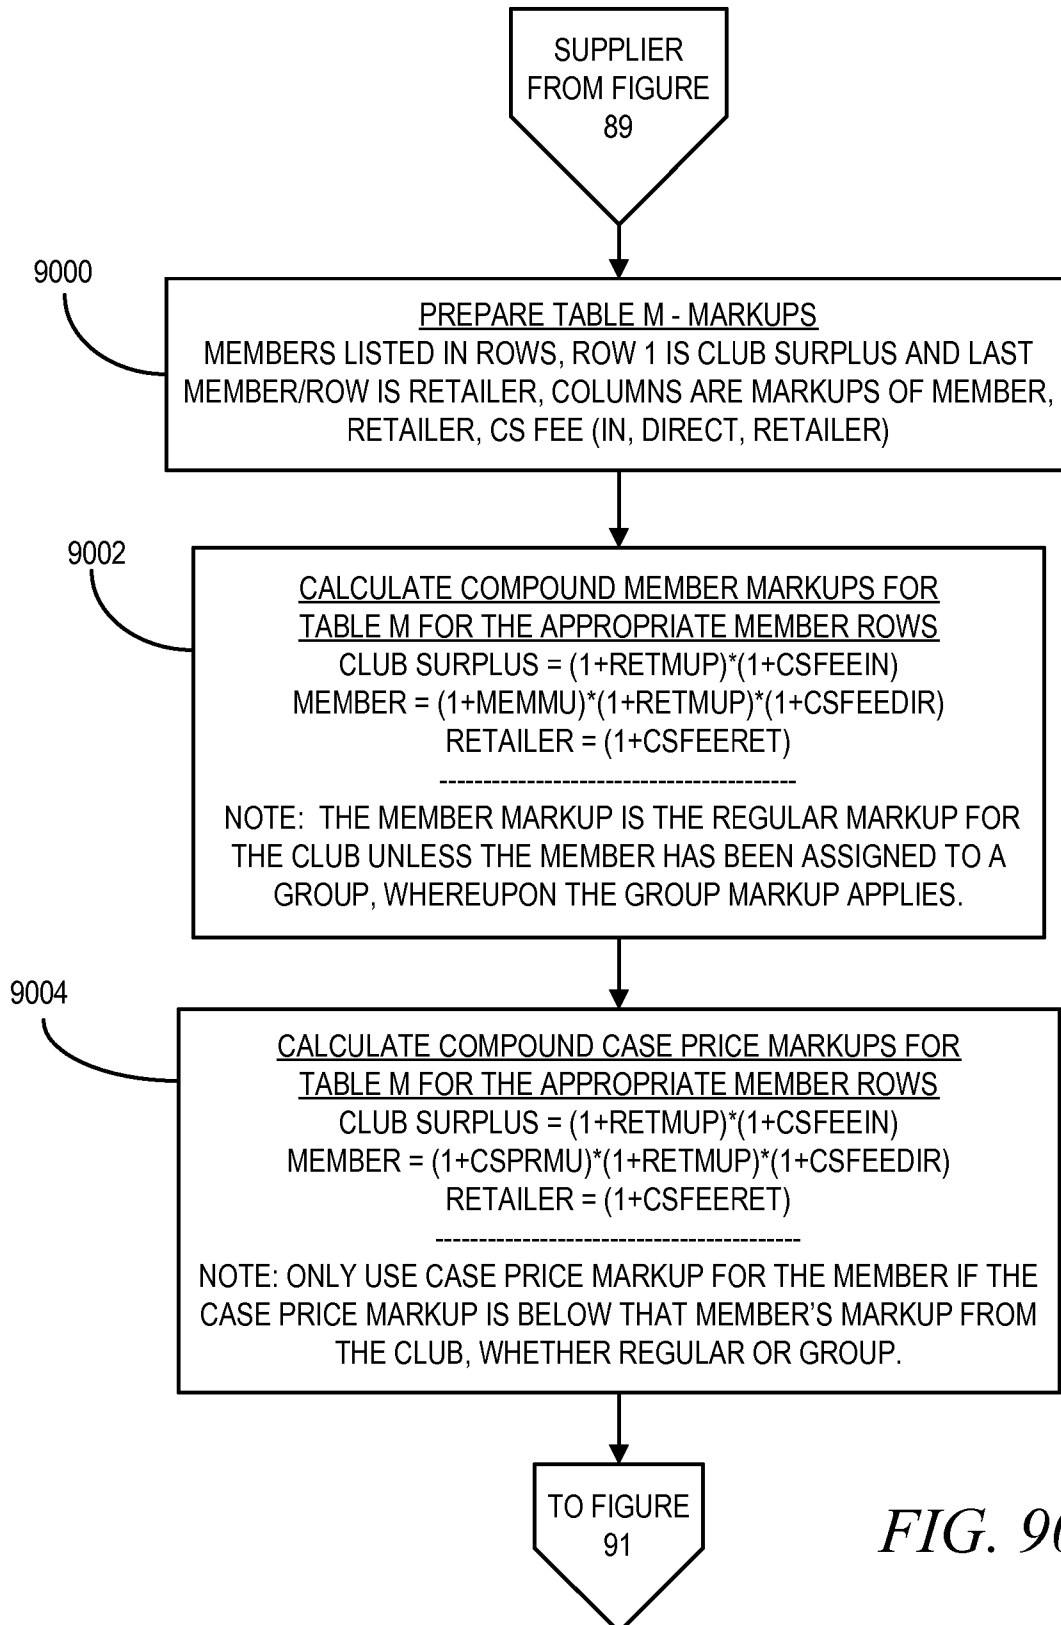 SUPPLIER
FROM FIGURE
89
9000
PREPARE TABLE M - MARKUPS
MEMBERS LISTED IN ROWS, ROW 1 IS CLUB SURPLUS AND LAST
MEMBER/ROW IS RETAILER, COLUMNS ARE MARKUPS OF MEMBER,
RETAILER, CS FEE (IN, DIRECT, RETAILER)
9002
CALCULATE COMPOUND MEMBER MARKUPS FOR
TABLE M FOR THE APPROPRIATE MEMBER ROWS
CLUB SURPLUS = (1+RETMUP)*(1+CSFEEIN)
MEMBER = (1+MEMMU)*(1+RETMUP)*(1+CSFEEDIR)
RETAILER = (1+CSFEERET)
-----------------------------------------
NOTE: THE MEMBER MARKUP IS THE REGULAR MARKUP FOR
THE CLUB UNLESS THE MEMBER HAS BEEN ASSIGNED TO A
GROUP, WHEREUPON THE GROUP MARKUP APPLIES.
9004
CALCULATE COMPOUND CASE PRICE MARKUPS FOR
TABLE M FOR THE APPROPRIATE MEMBER ROWS
CLUB SURPLUS = (1+RETMUP)*(1+CSFEEIN)
MEMBER = (1+CSPRMU)*(1+RETMUP)*(1+CSFEEDIR)
RETAILER = (1+CSFEERET)
------------------------------------------
NOTE: ONLY USE CASE PRICE MARKUP FOR THE MEMBER IF THE
CASE PRICE MARKUP IS BELOW THAT MEMBER'S MARKUP FROM
THE CLUB, WHETHER REGULAR OR GROUP.
TO FIGURE
91
FIG. 90